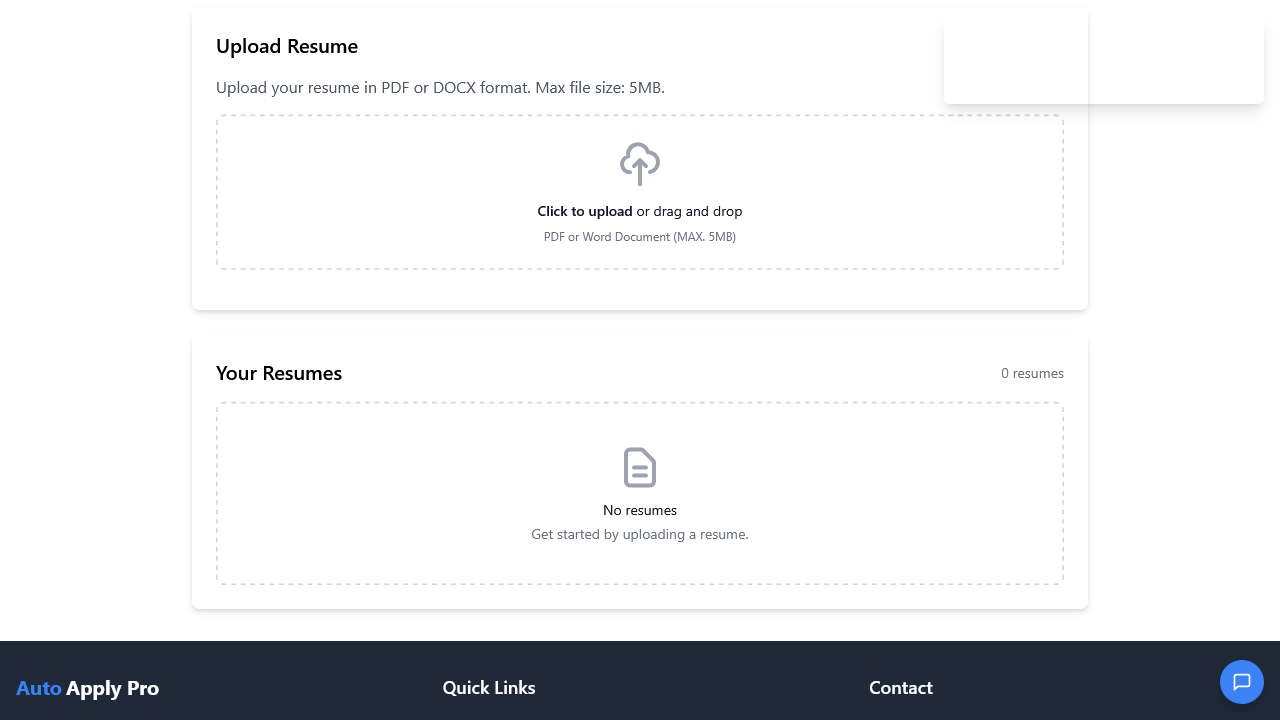 Upload Resume
Upload your resume in PDF or DOCX format. Max file size: 5MB.
Click to upload or drag and drop
PDF or Word Document (MAX. 5MB)
Your Resumes
0 resumes
No resumes
Get started by uploading a resume.
Auto Apply Pro
Quick Links
Contact